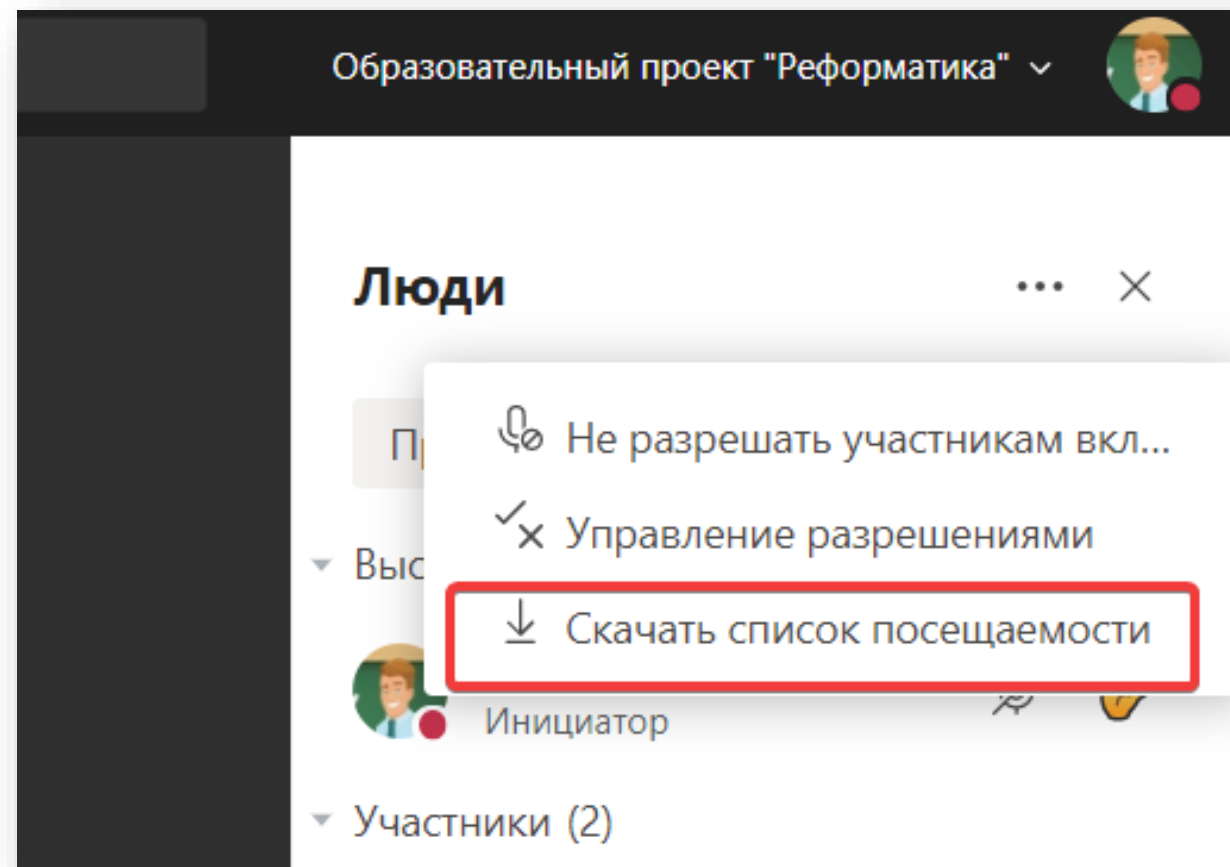 Образовательный проект "Реформатика"
Люди
Не разрешать участникам вкл...
Управление разрешениями
Скачать список посещаемости
Инициатор
Участники (2)